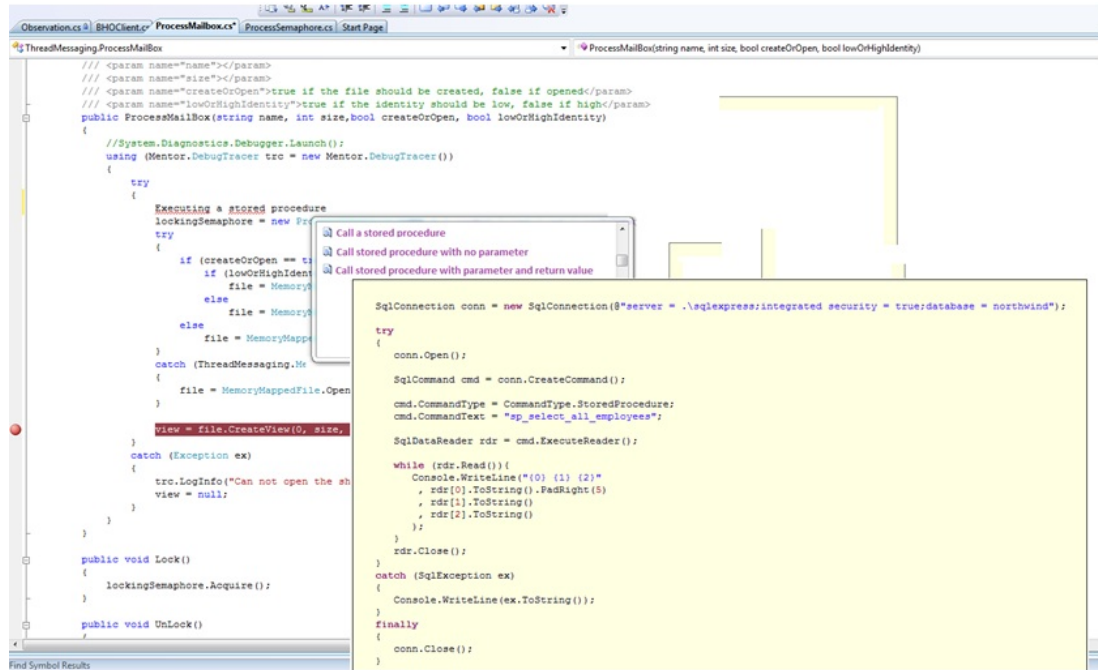 Observation.cs BHOClient.c ProcessMailbox.cs* ProcessSemaphore.cs Start Page
ThreadMessaging.ProcessMailBox ProcessMailBox(string name, int size, bool createOrOpen, bool lowOrHighIdentity)
/// <param name="name"></param>
/// <param name="size"></param>
/// <param name="createOrOpen">true if the file should be created, false if opened</param>
/// <param name="lowOrHighIdentity">true if the identity should be low, false if high</param>
public ProcessMailBox(string name, int size,bool createOrOpen, bool lowOrHighIdentity)
{
//System.Diagnostics.Debugger.Launch();
using (Mentor.DebugTracer trc = new Mentor.DebugTracer())
{
try
{
Executing a stored procedure
lockingSemaphore = new Pro
try
{
if (createOrOpen == t
if (lowOrHighIdent
file = Memory
else
file = Memory
else
file = MemoryMappe
}
catch (ThreadMessaging.Me
{
file = MemoryMappedFile.Open
}
view = file.CreateView(0, size,
}
catch (Exception ex)
{
trc.LogInfo("Can not open the sh
view = null;
}
}
}
public void Lock()
{
lockingSemaphore.Acquire();
}
public void UnLock()
{
Find Symbol Results
Call a stored procedure
Call stored procedure with no parameter
Call stored procedure with parameter and return value
SqlConnection conn = new SqlConnection(@"server = .\sqlexpress;integrated security = true;database = northwind");
try
{
conn.Open();
SqlCommand cmd = conn.CreateCommand();
cmd.CommandType = CommandType.StoredProcedure;
cmd.CommandText = "sp_select_all_employees";
SqlDataReader rdr = cmd.ExecuteReader();
while (rdr.Read()){
Console.WriteLine("{0} {1} {2}"
, rdr[0].ToString().PadRight(5)
, rdr[1].ToString()
, rdr[2].ToString()
);
}
rdr.Close();
}
catch (SqlException ex)
{
Console.WriteLine(ex.ToString());
}
finally
{
conn.Close();
}